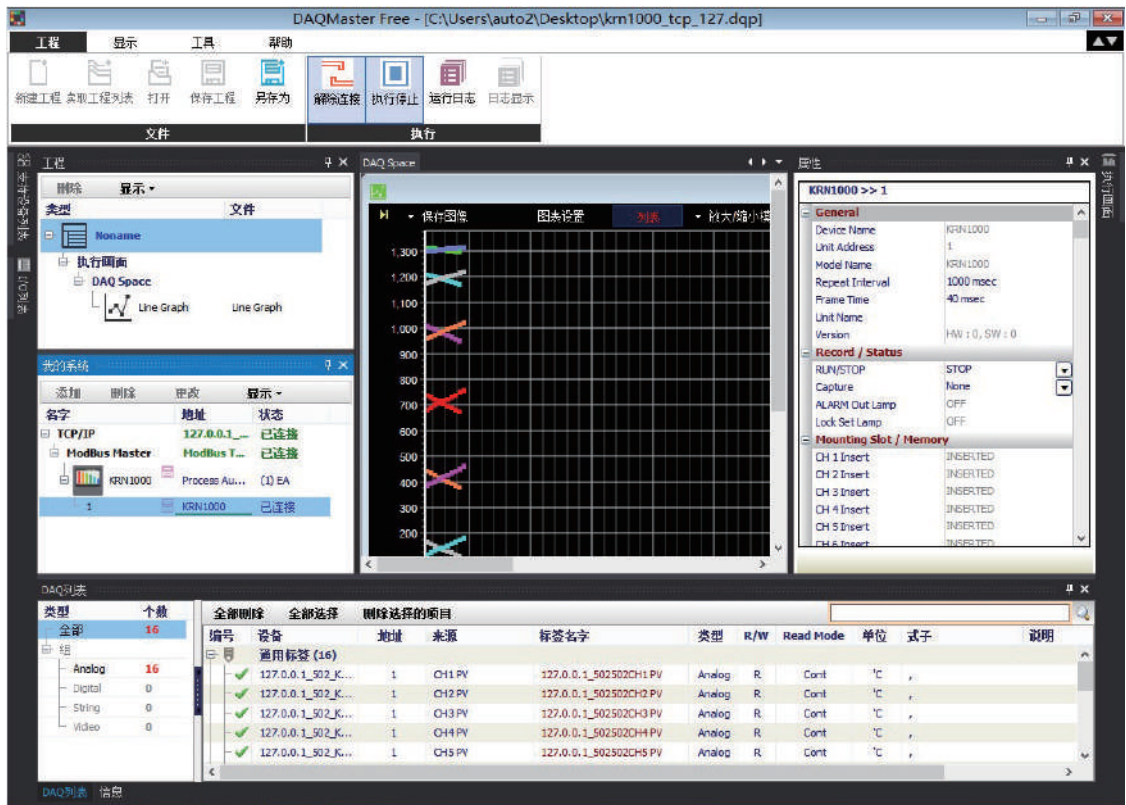 DAQMaster Free - [C:\Users\auto2\Desktop\krn1000_tcp_127.dqp]
工程 显示 工具 帮助
新建工程 读取工程列表 打开 保存工程 另存为 解除连接 执行停止 运行日志 日志显示
文件 执行
工程
删除 显示
类型 文件
Noname
执行画面
DAQ Space
Line Graph Line Graph
我的系统
添加 删除 更改 显示
名字 地址 状态
TCP/IP 127.0.0.1_... 已连接
ModBus Master ModBus T... 已连接
KRN1000 Process Au... (1) EA
1 KRN1000 已连接
DAQ Space
保存图像 图表设置 列表 放大/缩小模
1,300
1,200
1,100
1,000
900
800
700
600
500
400
300
200
属性
执行画面
KRN1000 >> 1
General
Device Name KRN1000
Unit Address 1
Model Name KRN1000
Repeat Interval 1000 msec
Frame Time 40 msec
Unit Name
Version HW : 0, SW : 0
Record / Status
RUN/STOP STOP
Capture None
ALARM Out Lamp OFF
Lock Set Lamp OFF
Mounting Slot / Memory
CH 1 Insert INSERTED
CH 2 Insert INSERTED
CH 3 Insert INSERTED
CH 4 Insert INSERTED
CH 5 Insert INSERTED
CH 6 Insert INSERTED
DAQ列表
类型 个数
全部 16
组
Analog 16
Digital 0
String 0
Video 0
全部删除 全部选择 删除选择的项目
编号 设备 地址 来源 标签名字 类型 R/W Read Mode 单位 式子 说明
通用标签 (16)
127.0.0.1_502_K... 1 CH1 PV 127.0.0.1_502502CH1 PV Analog R Cont °C ,
127.0.0.1_502_K... 1 CH2 PV 127.0.0.1_502502CH2 PV Analog R Cont °C ,
127.0.0.1_502_K... 1 CH3 PV 127.0.0.1_502502CH3 PV Analog R Cont °C ,
127.0.0.1_502_K... 1 CH4 PV 127.0.0.1_502502CH4 PV Analog R Cont °C ,
127.0.0.1_502_K... 1 CH5 PV 127.0.0.1_502502CH5 PV Analog R Cont °C ,
DAQ列表 信息